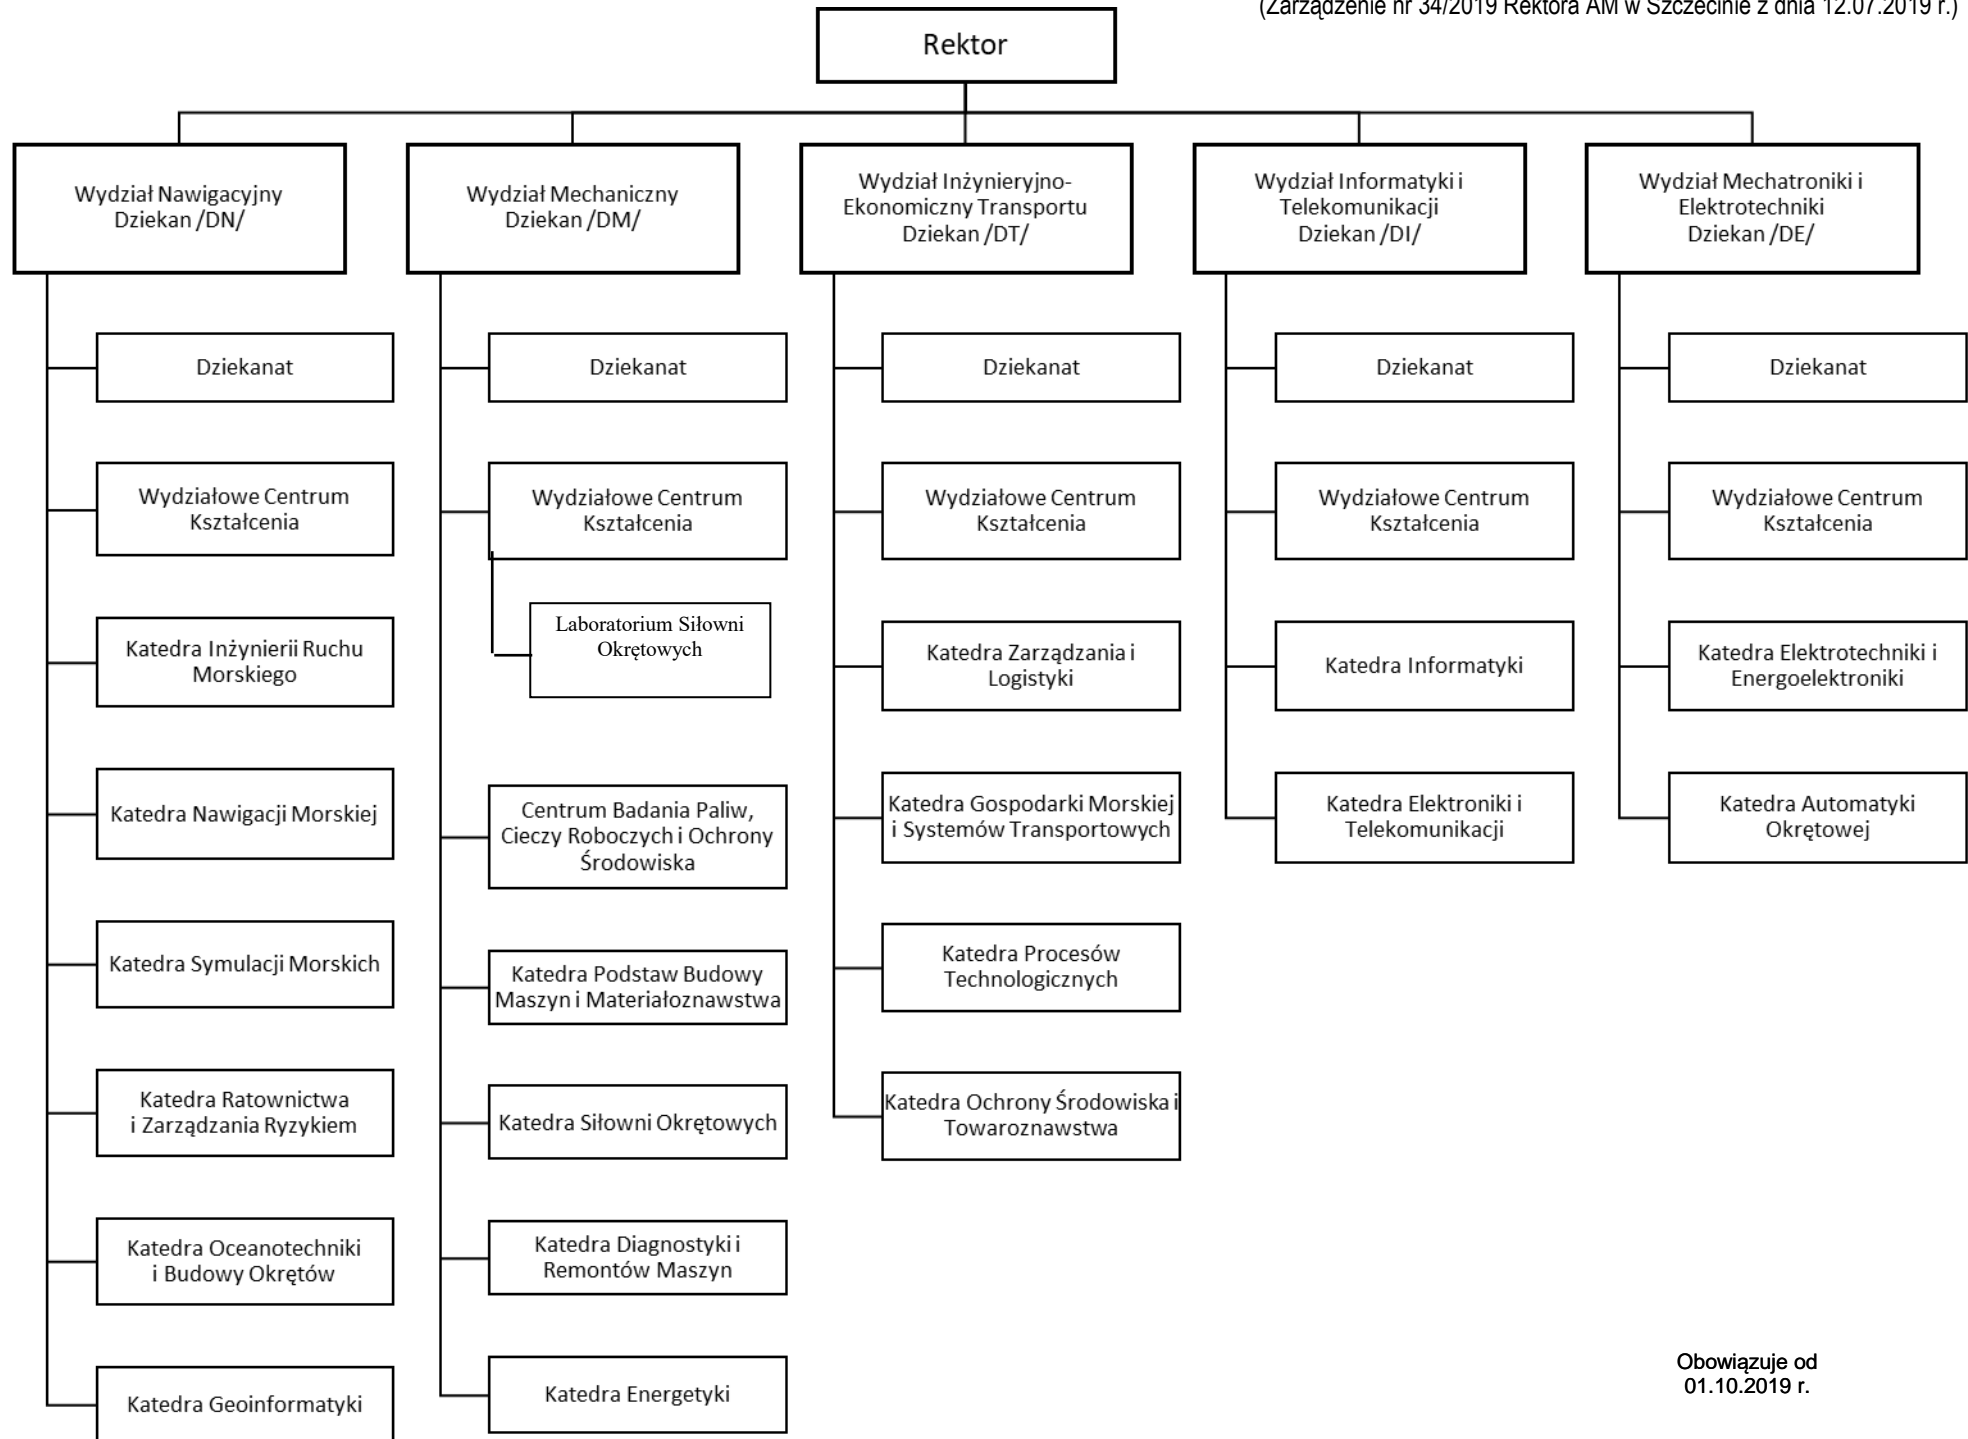 (Zarządzenie nr 34/2019 Rektora AM w Szczecinie z dnia 12.07.2019 r.)
Rektor
Wydział Nawigacyjny
Dziekan /DN/
Dziekanat
Wydziałowe Centrum
Kształcenia
Katedra Inżynierii Ruchu
Morskiego
Katedra Nawigacji Morskiej
Katedra Symulacji Morskich
Katedra Ratownictwa
i Zarządzania Ryzykiem
Katedra Oceanotechniki
i Budowy Okrętów
Katedra Geoinformatyki
Wydział Mechaniczny
Dziekan /DM/
Dziekanat
Wydziałowe Centrum
Kształcenia
Laboratorium Siłowni
Okrętowych
Centrum Badania Paliw,
Cieczy Roboczych i Ochrony
Środowiska
Katedra Podstaw Budowy
Maszyn i Materiałoznawstwa
Katedra Siłowni Okrętowych
Katedra Diagnostyki i
Remontów Maszyn
Katedra Energetyki
Wydział Inżynieryjno-
Ekonomiczny Transportu
Dziekan /DT/
Dziekanat
Wydziałowe Centrum
Kształcenia
Katedra Zarządzania i
Logistyki
Katedra Gospodarki Morskiej
i Systemów Transportowych
Katedra Procesów
Technologicznych
Katedra Ochrony Środowiska i
Towaroznawstwa
Wydział Informatyki i
Telekomunikacji
Dziekan /DI/
Dziekanat
Wydziałowe Centrum
Kształcenia
Katedra Informatyki
Katedra Elektroniki i
Telekomunikacji
Wydział Mechatroniki i
Elektrotechniki
Dziekan /DE/
Dziekanat
Wydziałowe Centrum
Kształcenia
Katedra Elektrotechniki i
Energoelektroniki
Katedra Automatyki
Okrętowej
Obowiązuje od
01.10.2019 r.